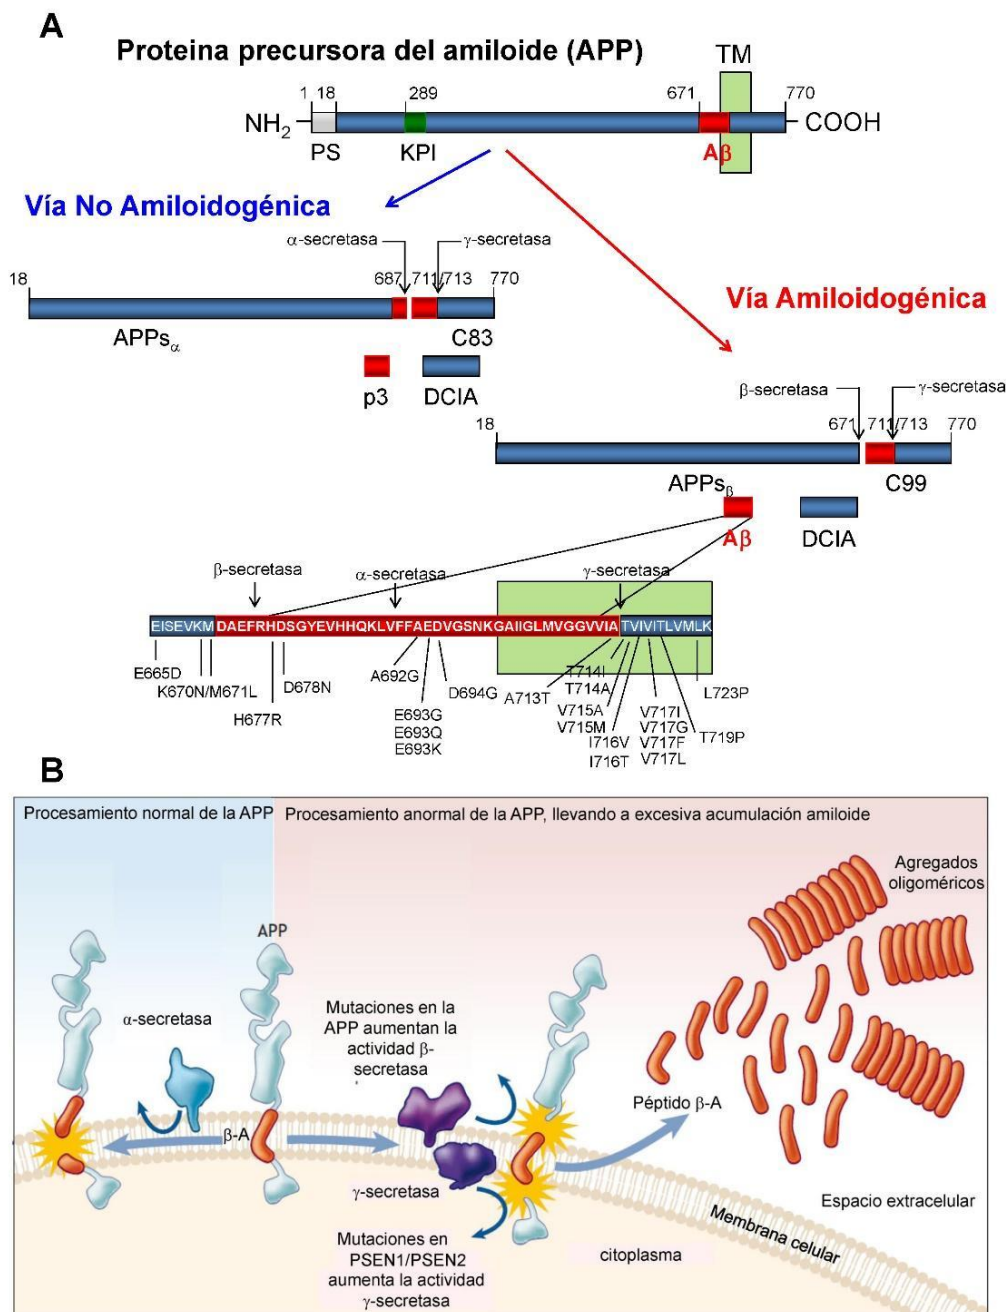 A
Proteina precursora del amiloide (APP)
TM
1 18 289 671 770
NH2 COOH
PS KPI Aβ
Vía No Amiloidogénica
α-secretasa γ-secretasa
18 687 711/713 770
Vía Amiloidogénica
APPsα C83
p3 DCIA
β-secretasa γ-secretasa
18 671 711/713 770
APPsβ C99
Aβ DCIA
β-secretasa α-secretasa γ-secretasa
EISEVKM DAEFRHDSGYEVHHQKLVFFAEDVGSNKGAIIGLMVGGVVIA TVIVITLVMLK
E665D
K670N/M671L
H677R
D678N
A692G
E693G
E693Q
E693K
D694G
A713T
T714I
T714A
V715A
V715M
I716V
I716T
V717I
V717G
V717F
V717L
T719P
L723P
B
Procesamiento normal de la APP
Procesamiento anormal de la APP, llevando a excesiva acumulación amiloide
Agregados
oligoméricos
APP
α-secretasa
Mutaciones en la
APP aumentan la
actividad β-
secretasa
β-A
Péptido β-A
γ-secretasa
Espacio extracelular
Membrana celular
Mutaciones en
PSEN1/PSEN2
aumenta la actividad
γ-secretasa
citoplasma